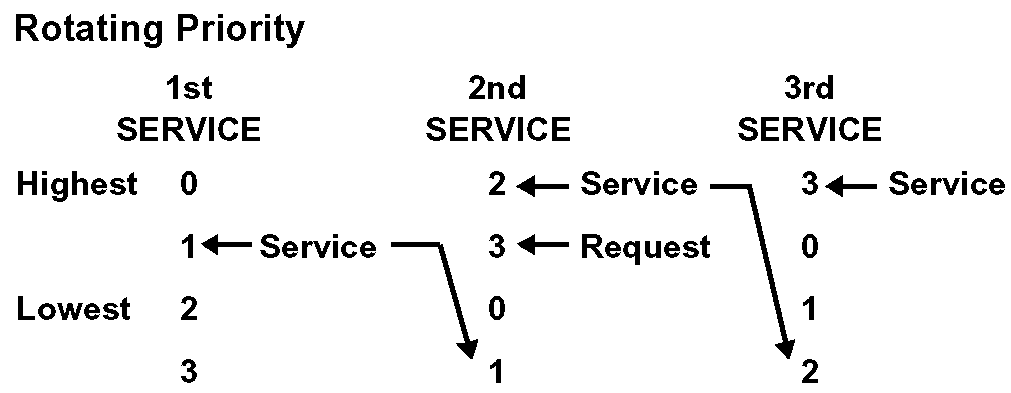 Rotating Priority
1st 2nd 3rd
SERVICE SERVICE SERVICE
Highest 0 2 Service 3 Service
1 Service 3 Request 0
Lowest 2 0 1
3 1 2